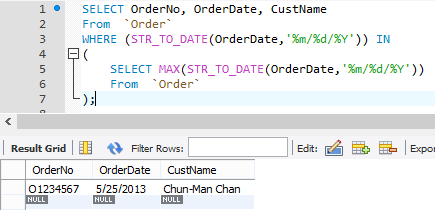 1 SELECT OrderNo, OrderDate, CustName
2 From `Order`
3 WHERE (STR_TO_DATE(OrderDate,'%m/%d/%Y')) IN
4 (
5 SELECT MAX(STR_TO_DATE(OrderDate,'%m/%d/%Y'))
6 From `Order`
7 );
Result Grid Filter Rows: Edit: Expor
OrderNo OrderDate CustName
O1234567 5/25/2013 Chun-Man Chan
NULL NULL NULL